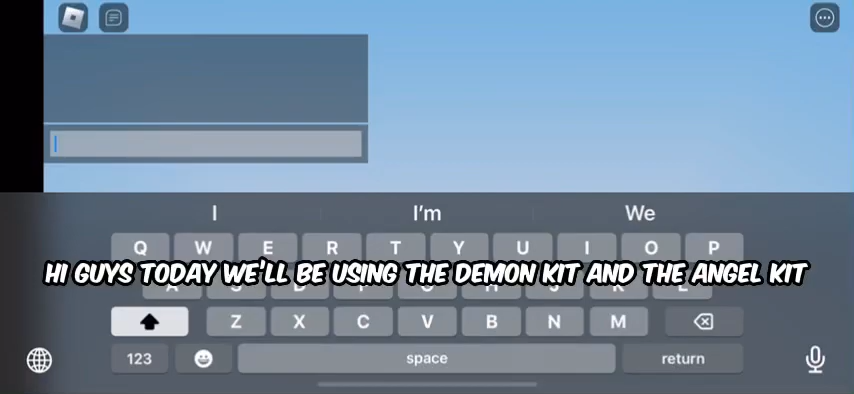 I I'm We
Q W E R T Y U I O P
HI GUYS TODAY WE'LL BE USING THE DEMON KIT AND THE ANGEL KIT
Z X C V B N M
123 space return